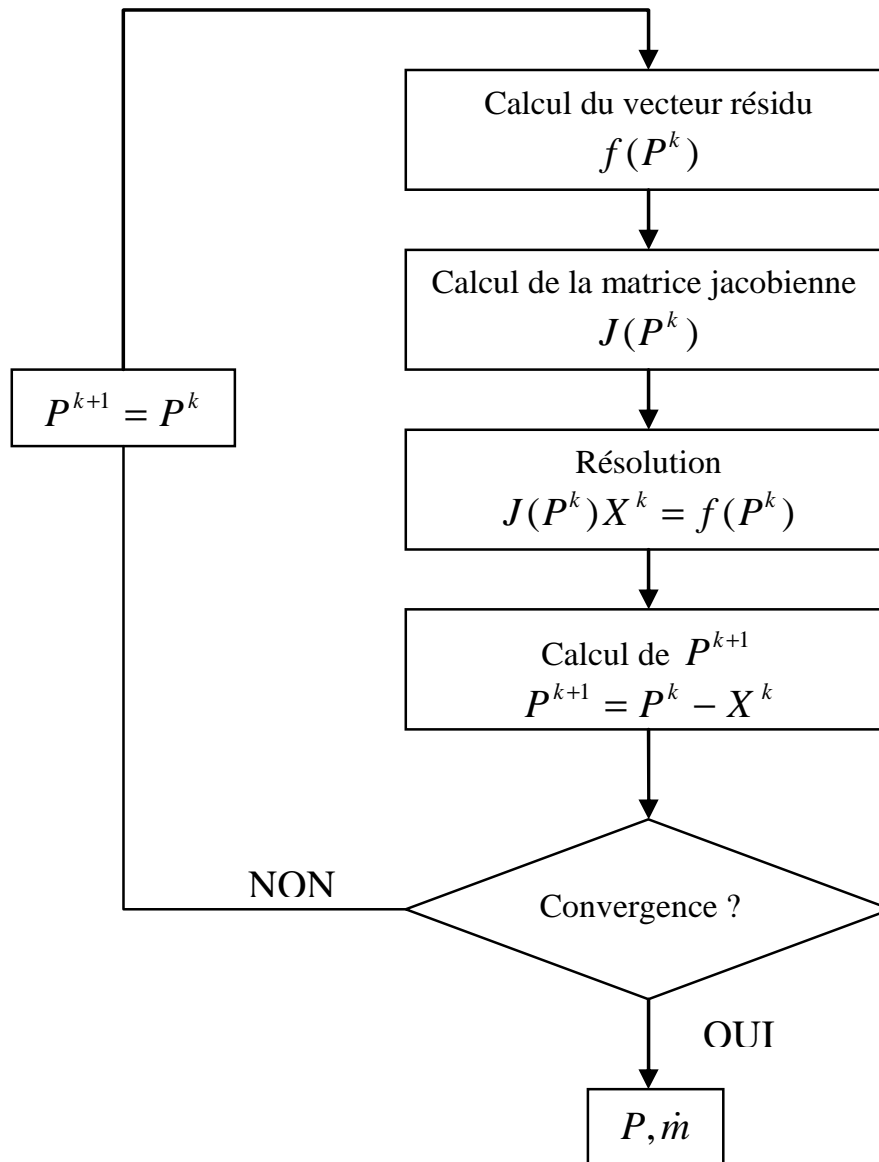 Calcul du vecteur résidu
f(P^k)
Calcul de la matrice jacobienne
J(P^k)
P^{k+1} = P^k
Résolution
J(P^k)X^k = f(P^k)
Calcul de P^{k+1}
P^{k+1} = P^k − X^k
NON
Convergence ?
OUI
P, ṁ